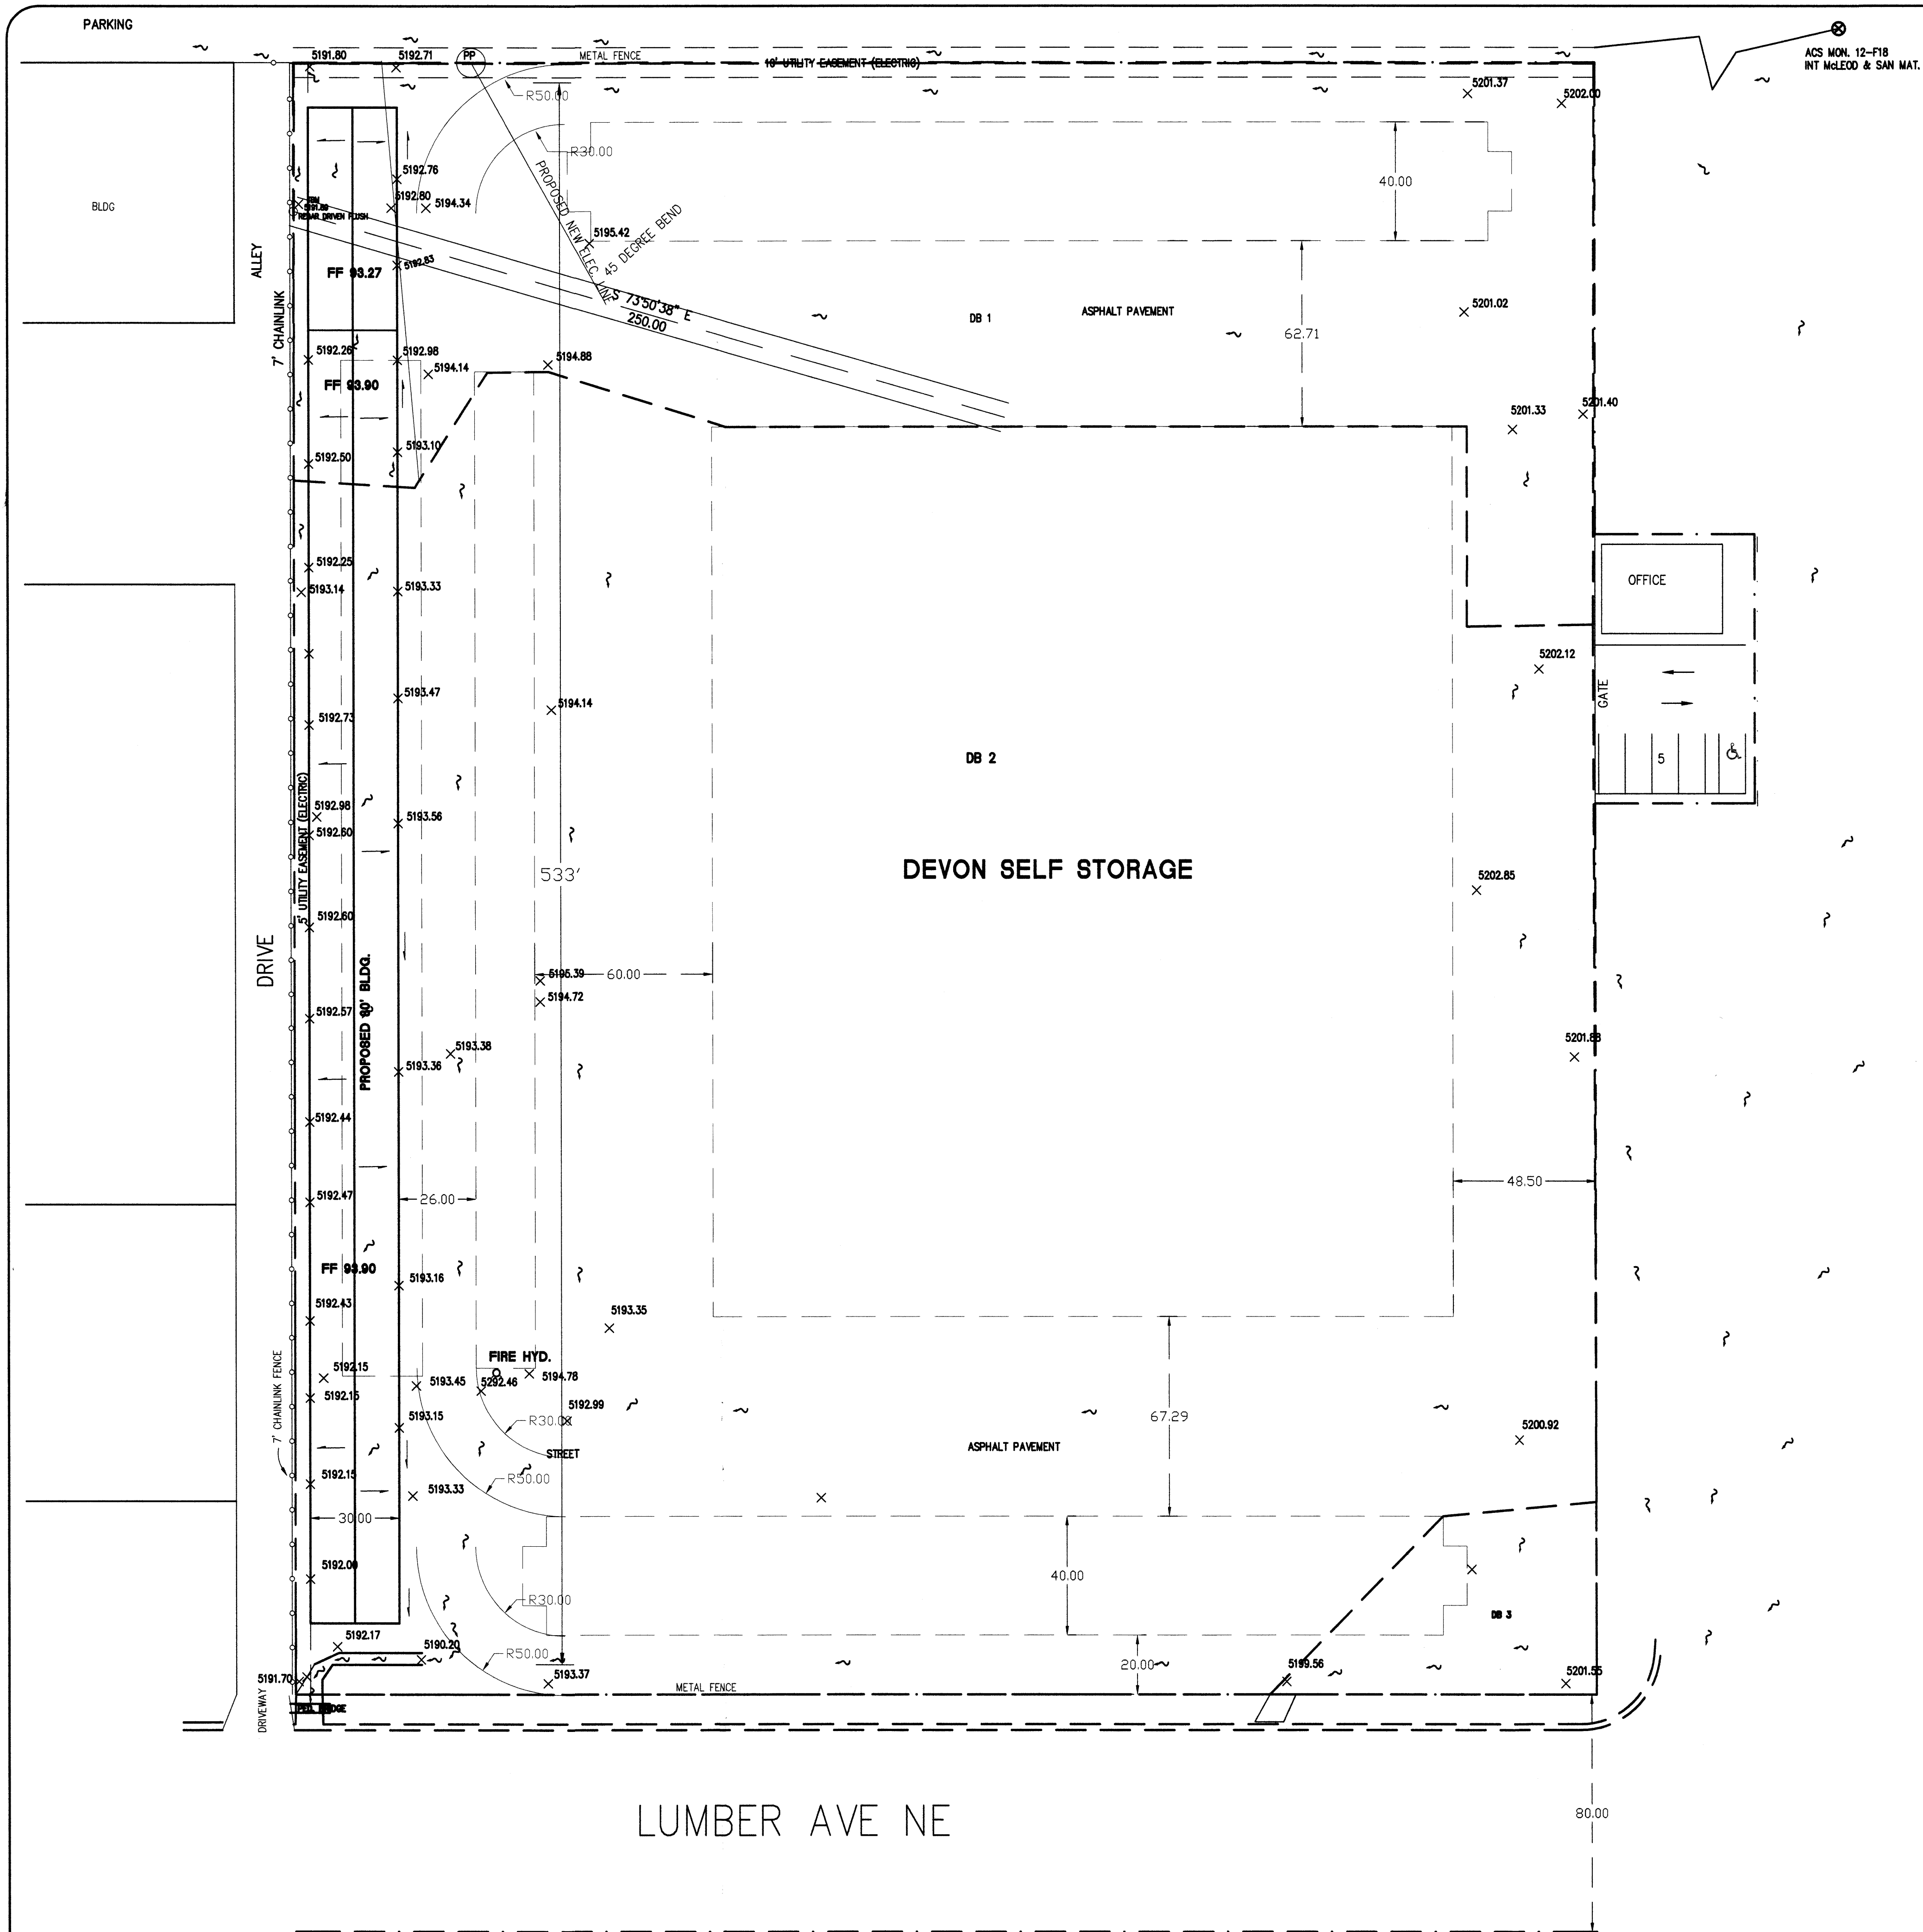 PARKING
ACS MON. 12-F18
INT McLEOD & SAN MAT.
5191.80
5192.71
PP
METAL FENCE
10' UTILITY EASEMENT (ELECTRIC)
5201.37
5202.00
R50.00
R30.00
40.00
5192.76
5192.80
5194.34
REBAR DRIVEN FLUSH
BLDG
PROPOSED NEW ELEC. LINE
45 DEGREE BEND
5195.42
ALLEY
7' CHAINLINK
FF 93.27
5192.83
S 73°50'38" E
250.00
DB 1
ASPHALT PAVEMENT
5201.02
62.71
5192.26
5192.98
5194.14
5194.88
FF 93.90
5201.33
5201.40
5192.50
5193.10
5192.25
5193.14
5193.33
OFFICE
5202.12
5193.47
GATE
5194.14
5192.73
DB 2
5
5' UTILITY EASEMENT (ELECTRIC)
5192.98
5192.60
5193.56
533'
DEVON SELF STORAGE
5202.85
5192.60
DRIVE
PROPOSED 30' BLDG.
5195.39
60.00
5194.72
5192.57
5193.38
5193.36
5201.88
5192.44
48.50
5192.47
26.00
FF 93.90
5193.16
5192.43
5193.35
FIRE HYD.
5192.15
5193.45
5292.46
5194.78
5192.15
5192.99
R30.00
5193.15
67.29
5200.92
7' CHAINLINK FENCE
STREET
ASPHALT PAVEMENT
5192.15
R50.00
5193.33
30.00
5192.00
40.00
R30.00
DB 3
5192.17
5190.20
R50.00
20.00
5191.70
5193.37
METAL FENCE
5199.56
5201.55
DRIVEWAY
PED. BRIDGE
LUMBER AVE NE
80.00